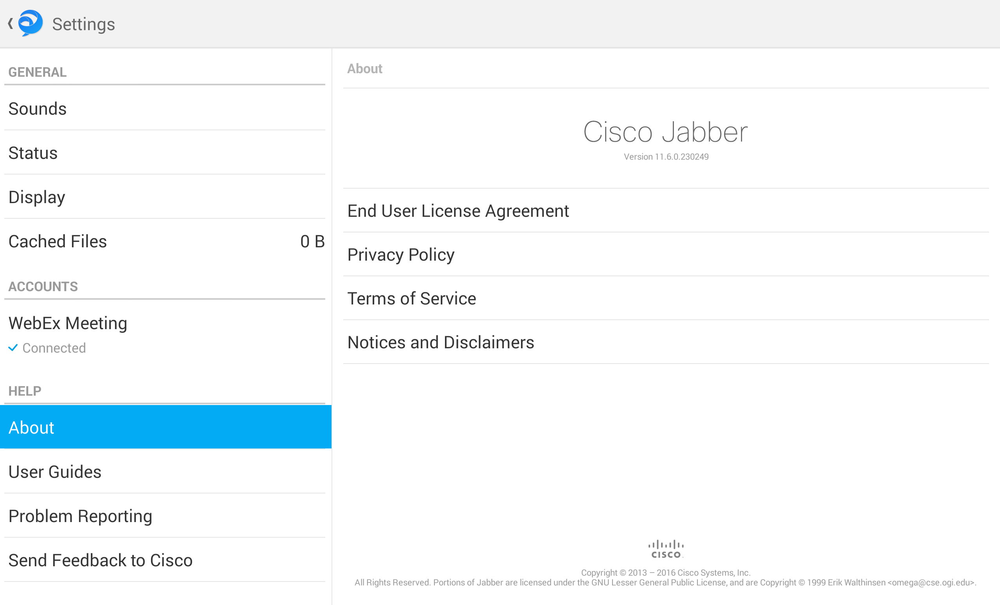 Settings
GENERAL
Sounds
Status
Display
Cached Files 0 B
ACCOUNTS
WebEx Meeting
Connected
HELP
About
User Guides
Problem Reporting
Send Feedback to Cisco
About
Cisco Jabber
Version 11.6.0.230249
End User License Agreement
Privacy Policy
Terms of Service
Notices and Disclaimers
CISCO
Copyright © 2013 – 2016 Cisco Systems, Inc.
All Rights Reserved. Portions of Jabber are licensed under the GNU Lesser General Public License, and are Copyright © 1999 Erik Walthinsen <omega@cse.ogi.edu>.